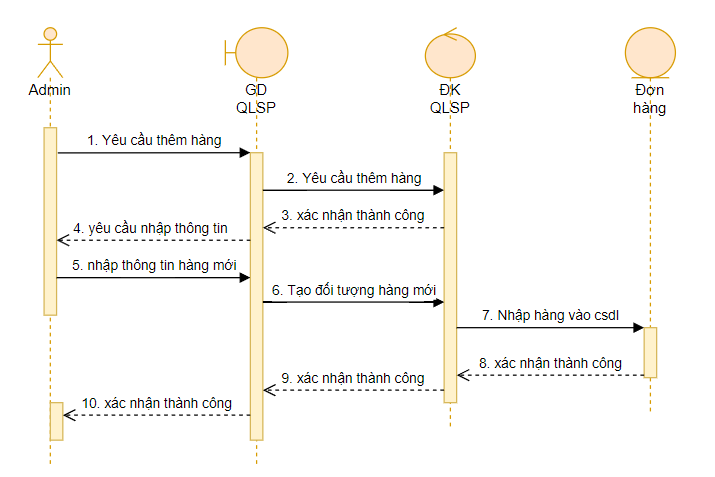 Admin
GD
QLSP
ĐK
QLSP
Đơn
hàng
1. Yêu cầu thêm hàng
2. Yêu cầu thêm hàng
3. xác nhận thành công
4. yêu cầu nhập thông tin
5. nhập thông tin hàng mới
6. Tạo đối tượng hàng mới
7. Nhập hàng vào csdl
8. xác nhận thành công
9. xác nhận thành công
10. xác nhận thành công